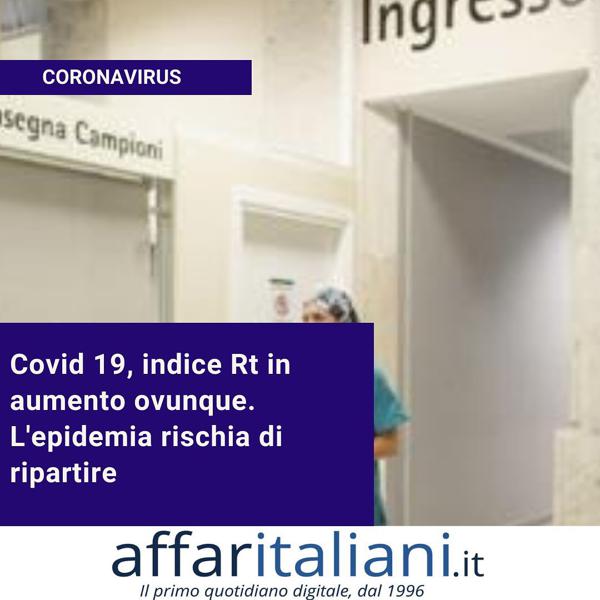 Ingresso
CORONAVIRUS
nsegna Campioni
Covid 19, indice Rt in
aumento ovunque.
L'epidemia rischia di
ripartire
affaritaliani.it
Il primo quotidiano digitale, dal 1996